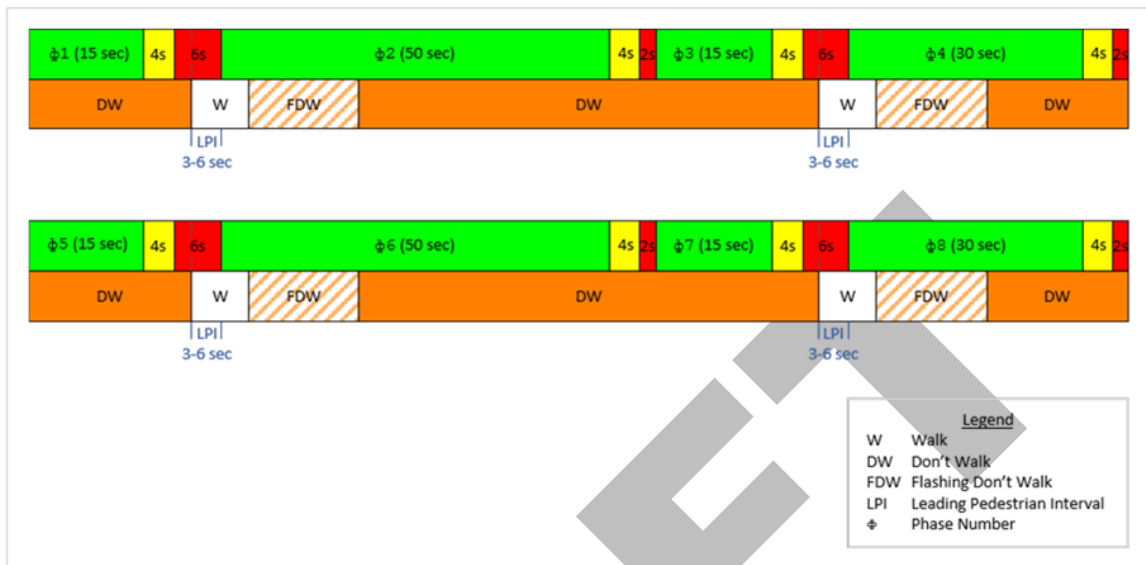 ϕ1 (15 sec) 4s 6s ϕ2 (50 sec) 4s 2s ϕ3 (15 sec) 4s 6s ϕ4 (30 sec) 4s 2s
DW W FDW DW W FDW DW
LPI LPI
3-6 sec 3-6 sec
ϕ5 (15 sec) 4s 6s ϕ6 (50 sec) 4s 2s ϕ7 (15 sec) 4s 6s ϕ8 (30 sec) 4s 2s
DW W FDW DW W FDW DW
LPI LPI
3-6 sec 3-6 sec
Legend
W Walk
DW Don't Walk
FDW Flashing Don't Walk
LPI Leading Pedestrian Interval
Φ Phase Number